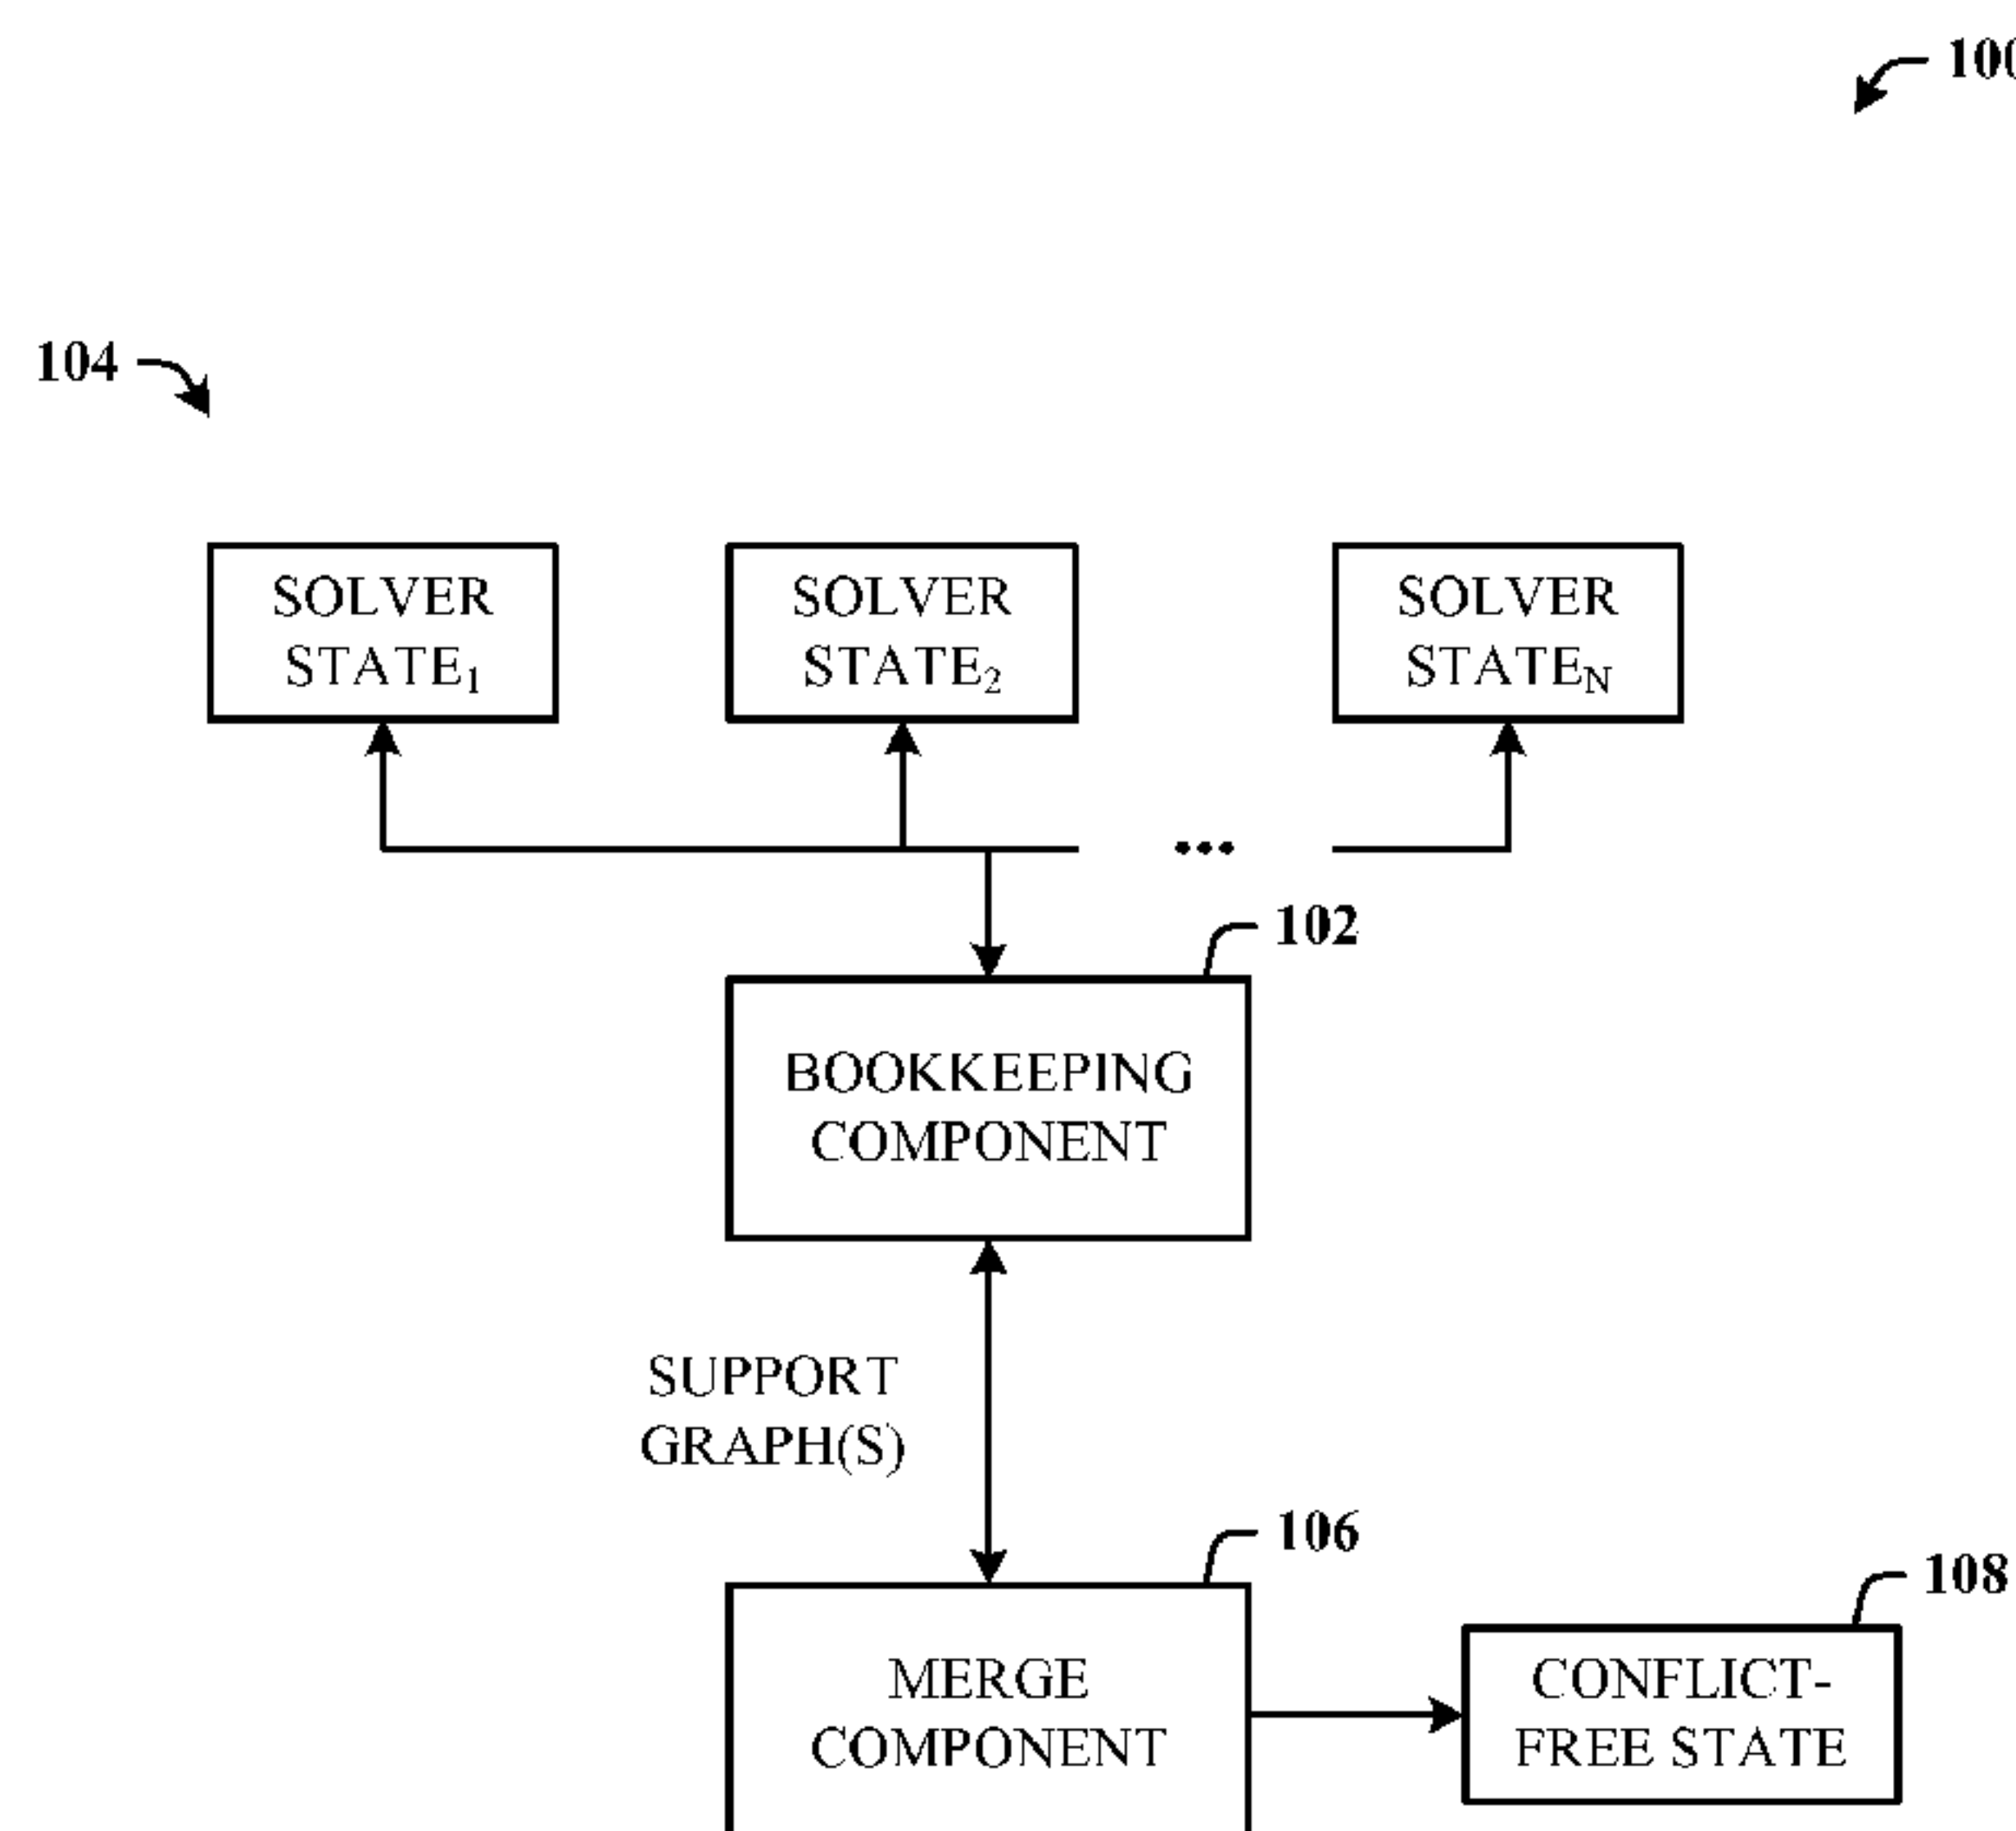 100
104
SOLVER
STATE₁
SOLVER
STATE₂
SOLVER
STATE_N
...
102
BOOKKEEPING
COMPONENT
SUPPORT
GRAPH(S)
106
108
MERGE
COMPONENT
CONFLICT-
FREE STATE